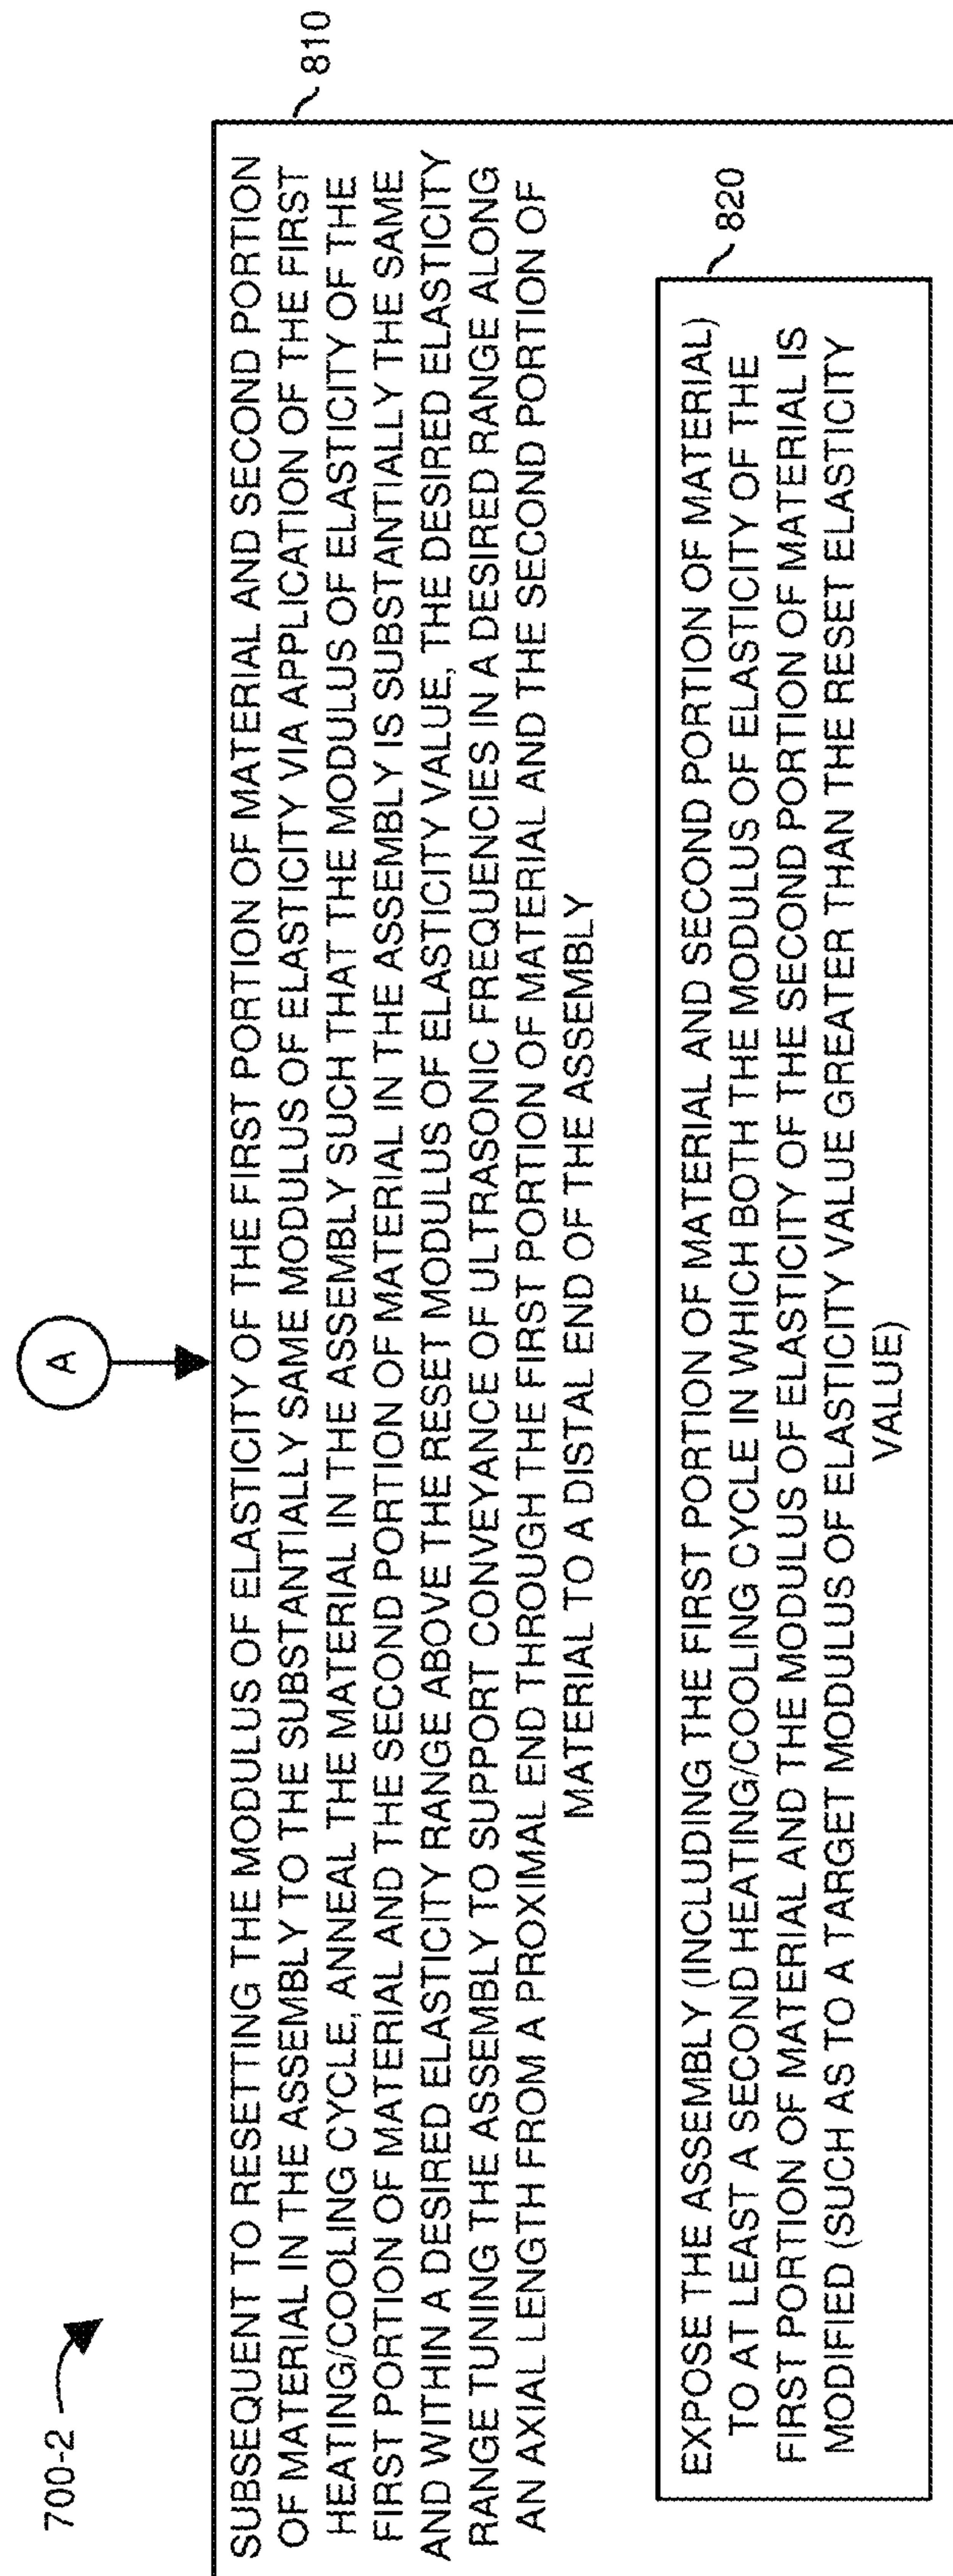 700-2
A
810
SUBSEQUENT TO RESETTING THE MODULUS OF ELASTICITY OF THE FIRST PORTION OF MATERIAL AND SECOND PORTION
OF MATERIAL IN THE ASSEMBLY TO THE SUBSTANTIALLY SAME MODULUS OF ELASTICITY VIA APPLICATION OF THE FIRST
HEATING/COOLING CYCLE, ANNEAL THE MATERIAL IN THE ASSEMBLY SUCH THAT THE MODULUS OF ELASTICITY OF THE
FIRST PORTION OF MATERIAL AND THE SECOND PORTION OF MATERIAL IN THE ASSEMBLY IS SUBSTANTIALLY THE SAME
AND WITHIN A DESIRED ELASTICITY RANGE ABOVE THE RESET MODULUS OF ELASTICITY VALUE, THE DESIRED ELASTICITY
RANGE TUNING THE ASSEMBLY TO SUPPORT CONVEYANCE OF ULTRASONIC FREQUENCIES IN A DESIRED RANGE ALONG
AN AXIAL LENGTH FROM A PROXIMAL END THROUGH THE FIRST PORTION OF MATERIAL AND THE SECOND PORTION OF
MATERIAL TO A DISTAL END OF THE ASSEMBLY
820
EXPOSE THE ASSEMBLY (INCLUDING THE FIRST PORTION OF MATERIAL AND SECOND PORTION OF MATERIAL)
TO AT LEAST A SECOND HEATING/COOLING CYCLE IN WHICH BOTH THE MODULUS OF ELASTICITY OF THE
FIRST PORTION OF MATERIAL AND THE MODULUS OF ELASTICITY OF THE SECOND PORTION OF MATERIAL IS
MODIFIED (SUCH AS TO A TARGET MODULUS OF ELASTICITY VALUE GREATER THAN THE RESET ELASTICITY
VALUE)